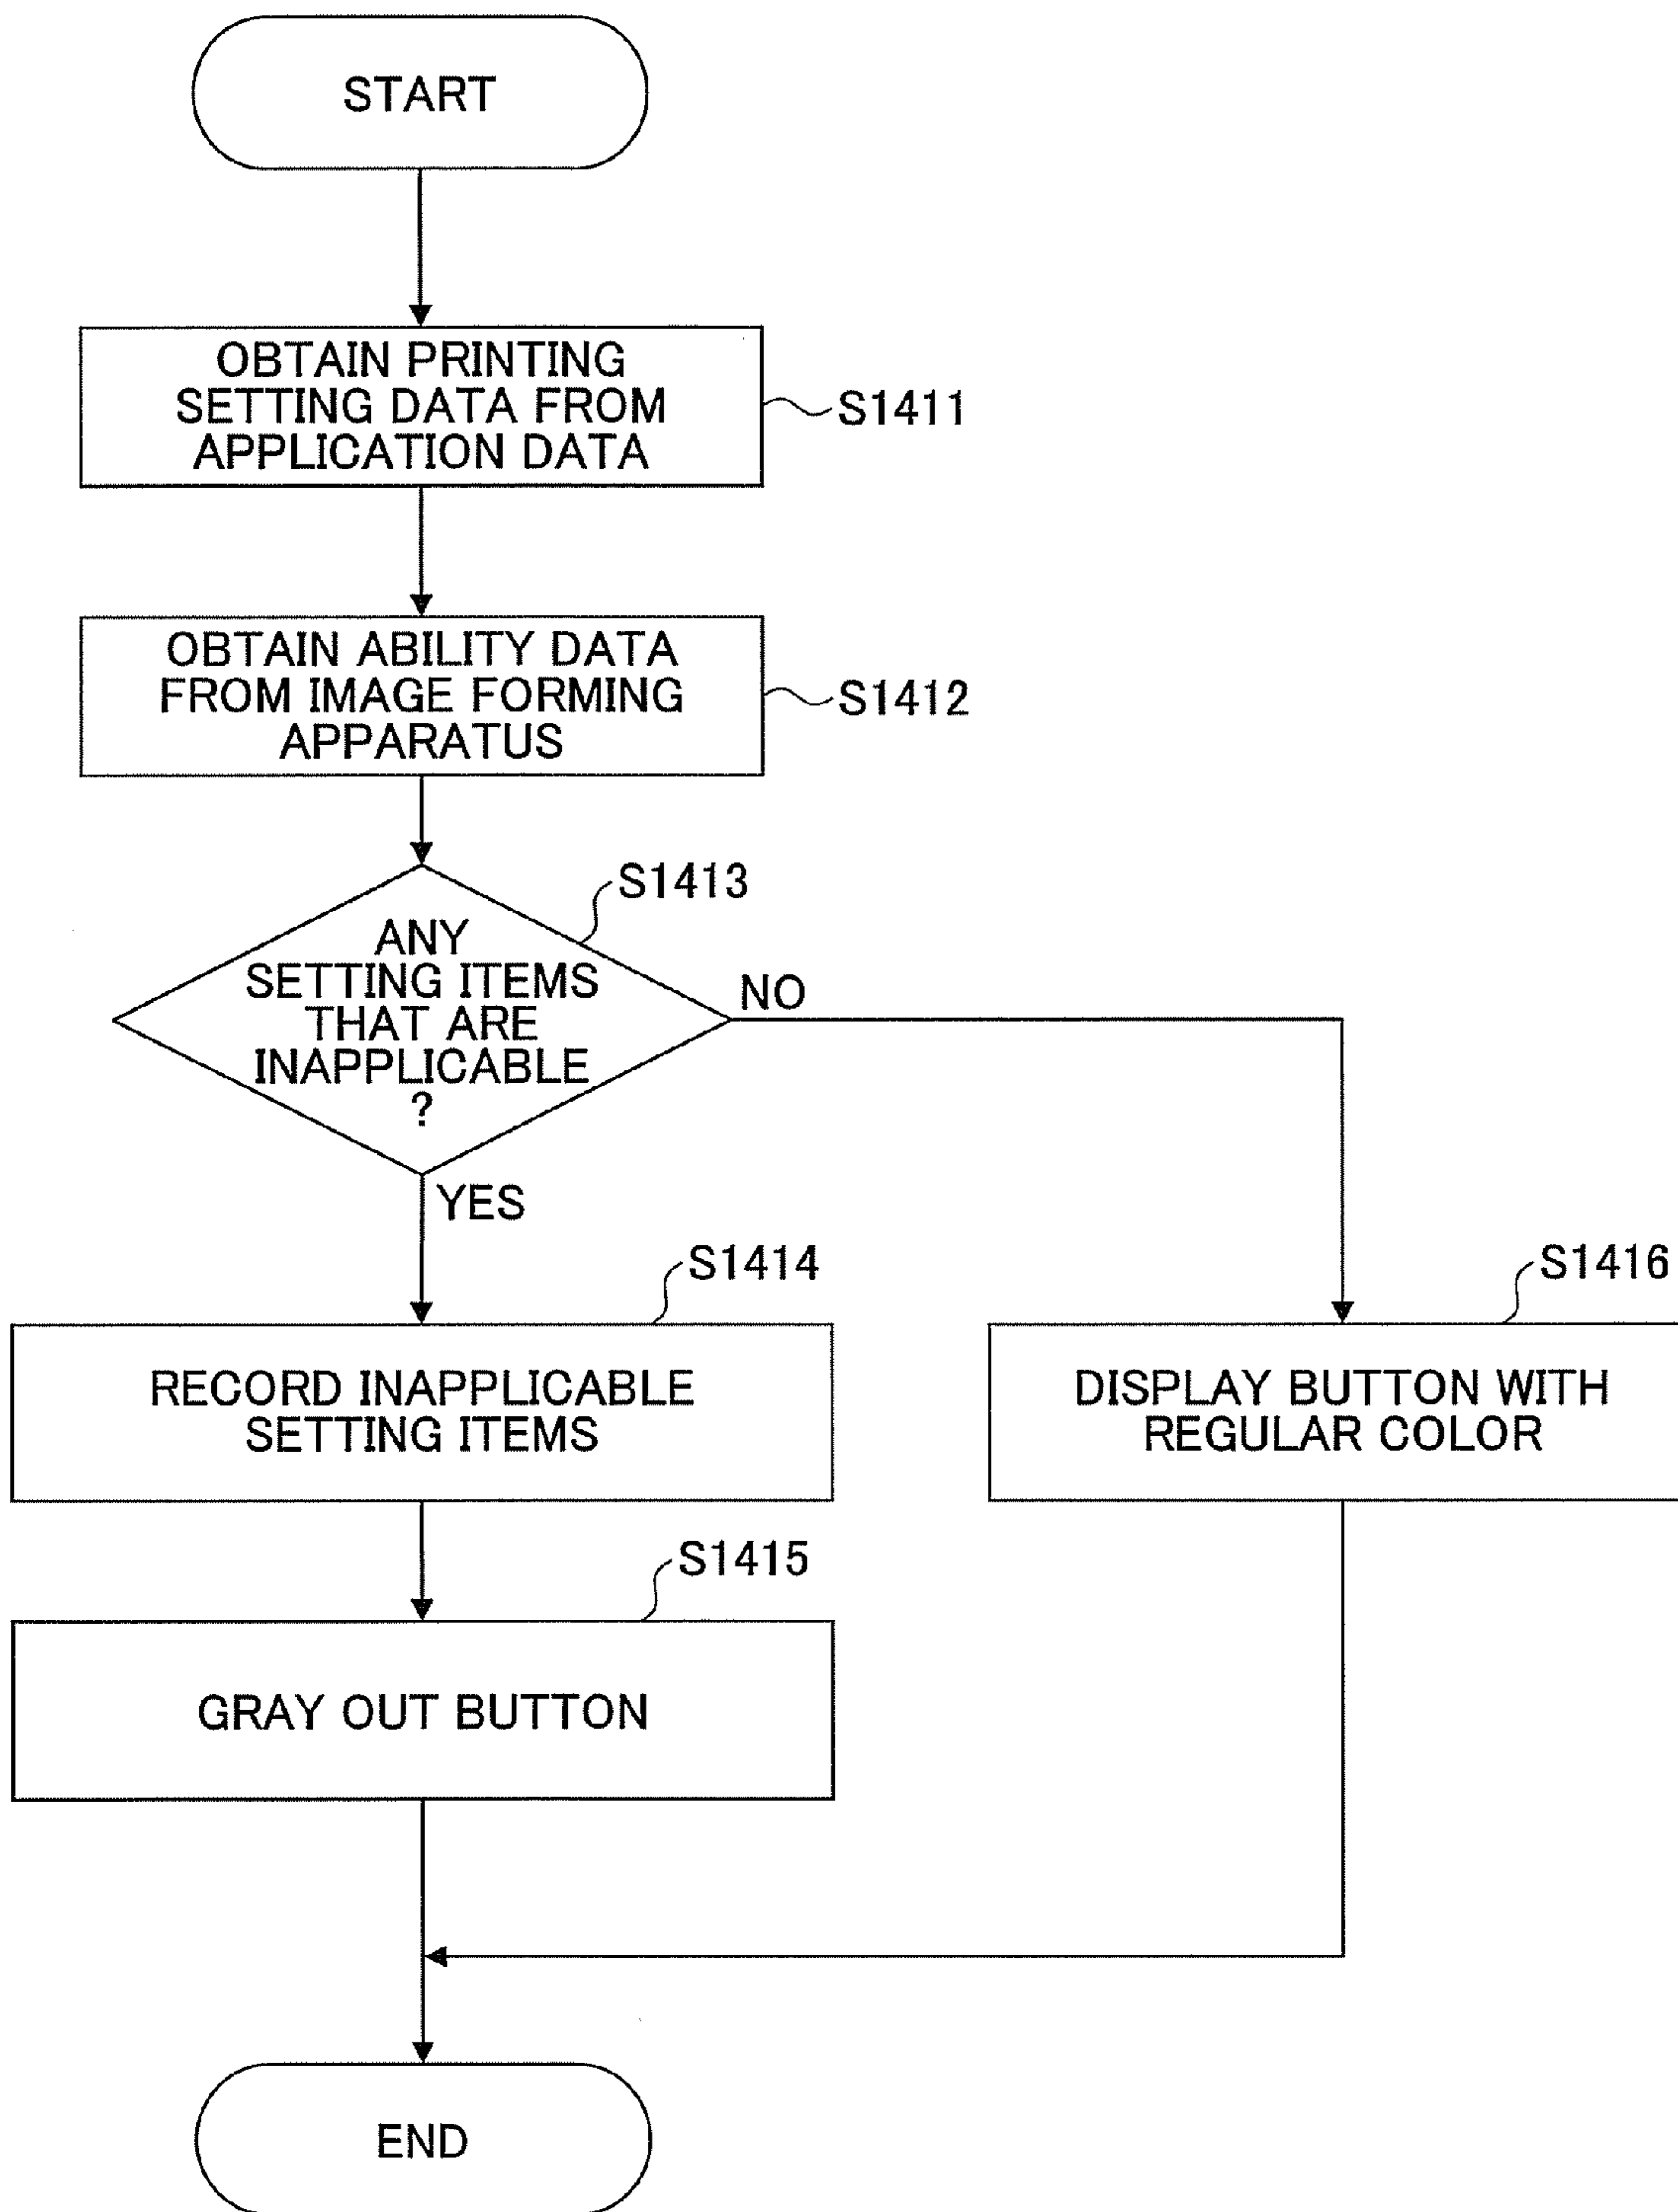 START
OBTAIN PRINTING
SETTING DATA FROM
APPLICATION DATA
S1411
OBTAIN ABILITY DATA
FROM IMAGE FORMING
APPARATUS
S1412
S1413
ANY
SETTING ITEMS
THAT ARE
INAPPLICABLE
?
NO
YES
S1414
RECORD INAPPLICABLE
SETTING ITEMS
S1416
DISPLAY BUTTON WITH
REGULAR COLOR
S1415
GRAY OUT BUTTON
END